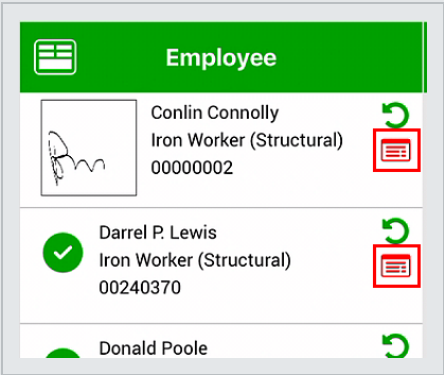 Employee
Conlin Connolly
Iron Worker (Structural)
00000002
Darrel P. Lewis
Iron Worker (Structural)
00240370
Donald Poole